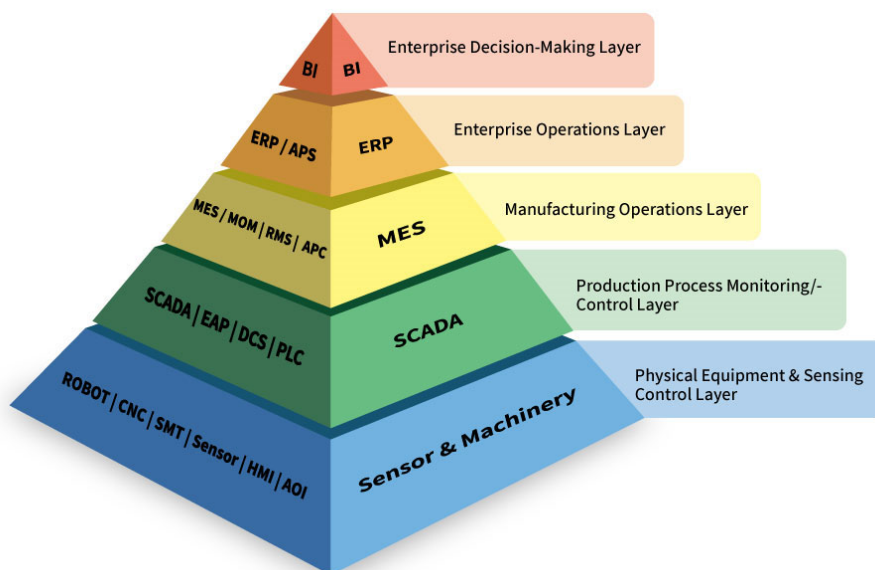 BI
BI
Enterprise Decision-Making Layer
ERP / APS
ERP
Enterprise Operations Layer
MES / MOM | RMS | APC
MES
Manufacturing Operations Layer
SCADA | EAP | DCS | PLC
SCADA
Production Process Monitoring/-
Control Layer
ROBOT | CNC | SMT | Sensor | HMI | AOI
Sensor & Machinery
Physical Equipment & Sensing
Control Layer